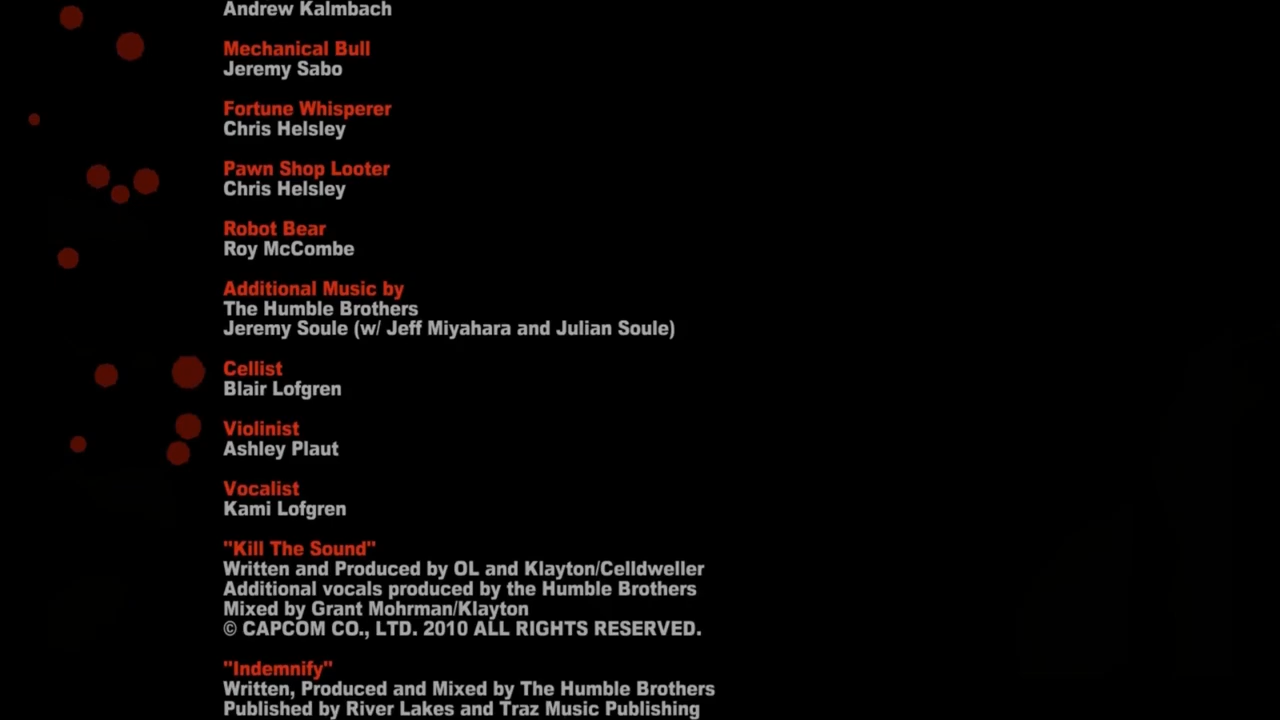 Andrew Kalmbach
Mechanical Bull
Jeremy Sabo
Fortune Whisperer
Chris Helsley
Pawn Shop Looter
Chris Helsley
Robot Bear
Roy McCombe
Additional Music by
The Humble Brothers
Jeremy Soule (w/ Jeff Miyahara and Julian Soule)
Cellist
Blair Lofgren
Violinist
Ashley Plaut
Vocalist
Kami Lofgren
"Kill The Sound"
Written and Produced by OL and Klayton/Celldweller
Additional vocals produced by the Humble Brothers
Mixed by Grant Mohrman/Klayton
© CAPCOM CO., LTD. 2010 ALL RIGHTS RESERVED.
"Indemnify"
Written, Produced and Mixed by The Humble Brothers
Published by River Lakes and Traz Music Publishing